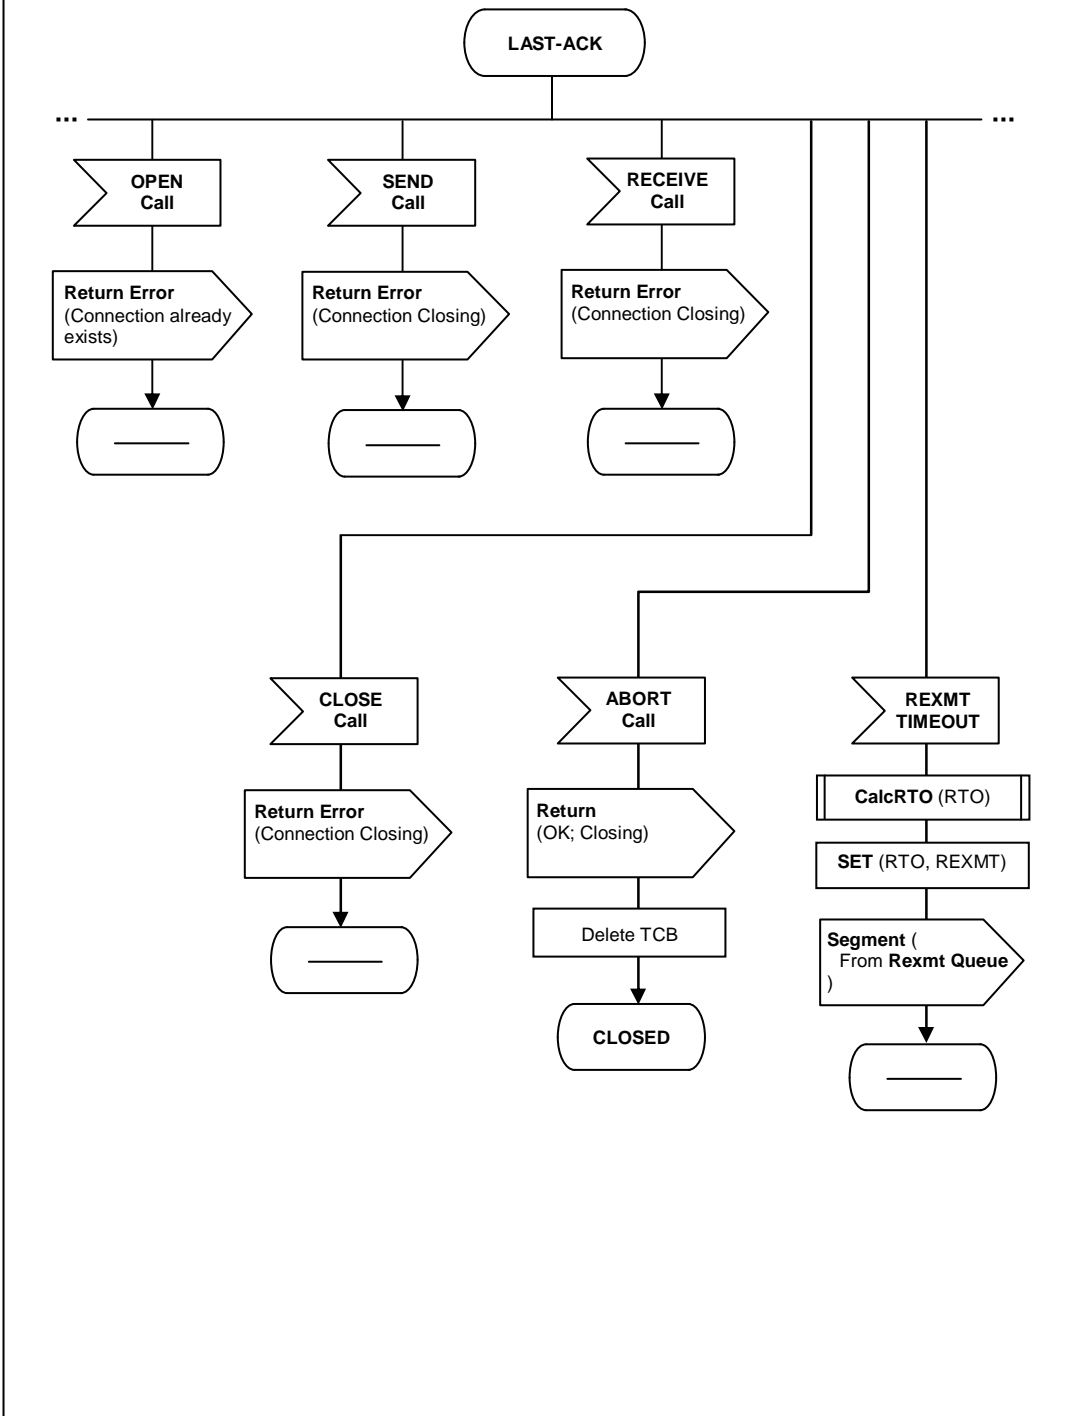 LAST-ACK
... ...
OPEN
Call
SEND
Call
RECEIVE
Call
Return Error
(Connection already
exists)
Return Error
(Connection Closing)
Return Error
(Connection Closing)
CLOSE
Call
ABORT
Call
REXMT
TIMEOUT
Return Error
(Connection Closing)
Return
(OK; Closing)
Delete TCB
CLOSED
CalcRTO (RTO)
SET (RTO, REXMT)
Segment (
From Rexmt Queue
)